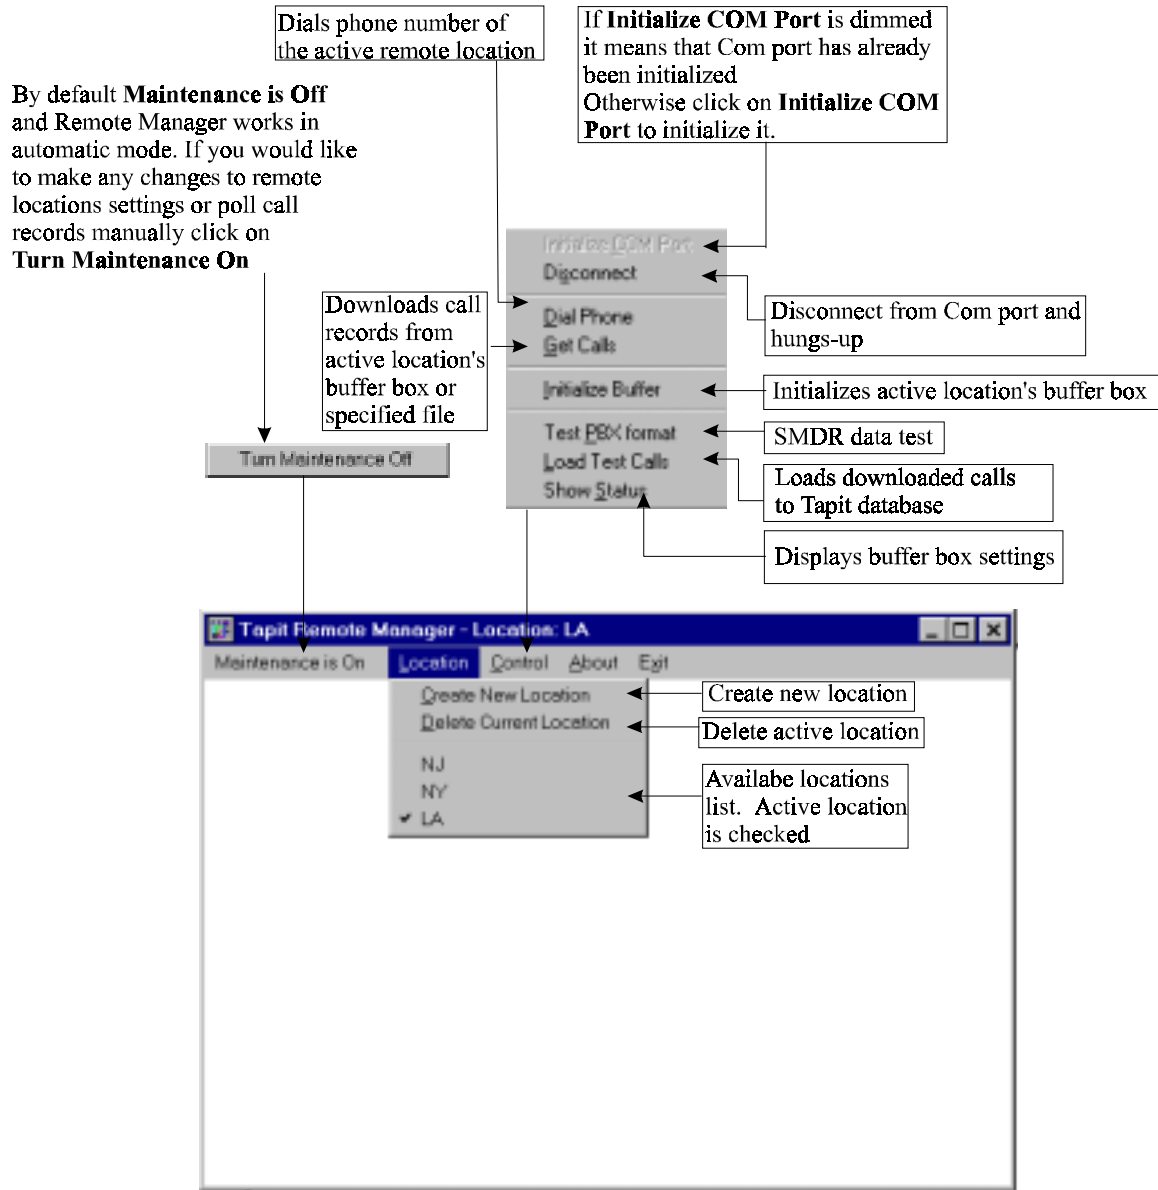 Dials phone number of
the active remote location
If Initialize COM Port is dimmed
it means that Com port has already
been initialized
Otherwise click on Initialize COM
Port to initialize it.
By default Maintenance is Off
and Remote Manager works in
automatic mode. If you would like
to make any changes to remote
locations settings or poll call
records manually click on
Turn Maintenance On
Initialize COM Port
Disconnect
Dial Phone
Get Calls
Initialize Buffer
Test PBX format
Load Test Calls
Show Status
Downloads call
records from
active location's
buffer box or
specified file
Disconnect from Com port and
hungs-up
Initializes active location's buffer box
SMDR data test
Loads downloaded calls
to Tapit database
Displays buffer box settings
Turn Maintenance Off
Tapit Remote Manager - Location: LA
Maintenance is On Location Control About Exit
Create New Location
Delete Current Location
NJ
NY
LA
Create new location
Delete active location
Availabe locations
list. Active location
is checked